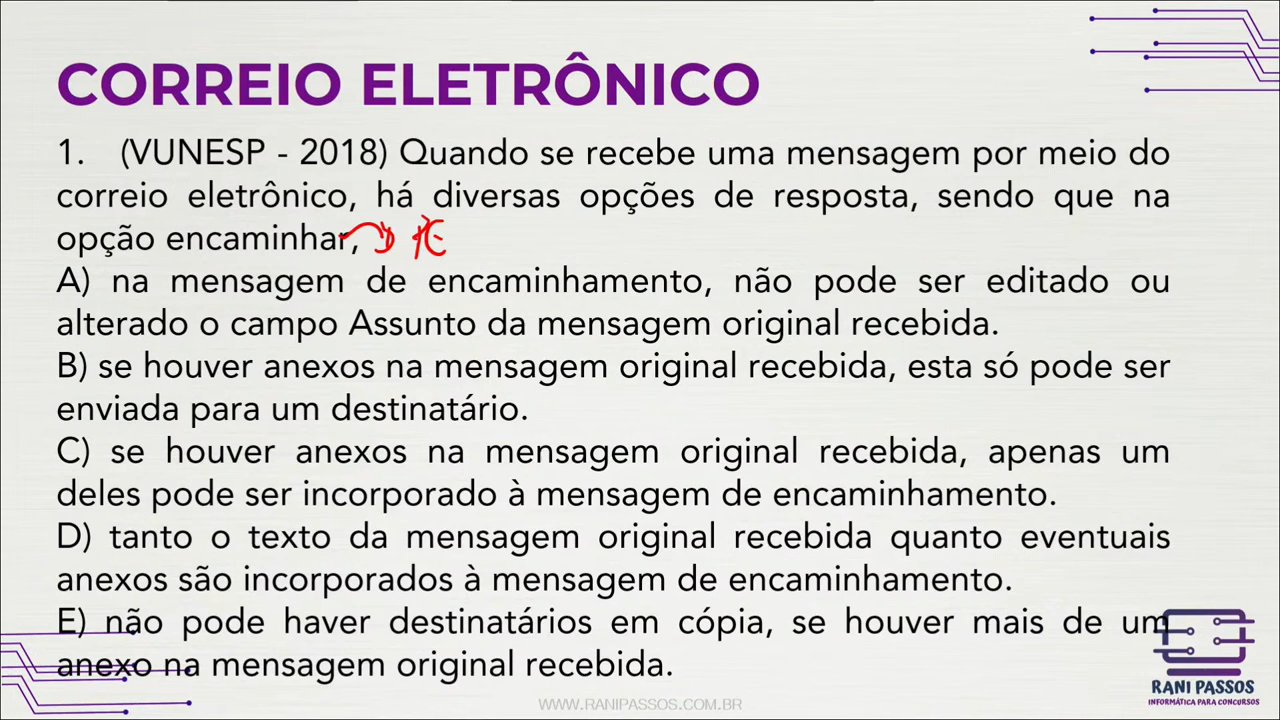 CORREIO ELETRÔNICO
1. (VUNESP - 2018) Quando se recebe uma mensagem por meio do
correio eletrônico, há diversas opções de resposta, sendo que na
opção encaminhar,
A) na mensagem de encaminhamento, não pode ser editado ou
alterado o campo Assunto da mensagem original recebida.
B) se houver anexos na mensagem original recebida, esta só pode ser
enviada para um destinatário.
C) se houver anexos na mensagem original recebida, apenas um
deles pode ser incorporado à mensagem de encaminhamento.
D) tanto o texto da mensagem original recebida quanto eventuais
anexos são incorporados à mensagem de encaminhamento.
E) não pode haver destinatários em cópia, se houver mais de um
anexo na mensagem original recebida.
RANI PASSOS
INFORMÁTICA PARA CONCURSOS
WWW.RANIPASSOS.COM.BR